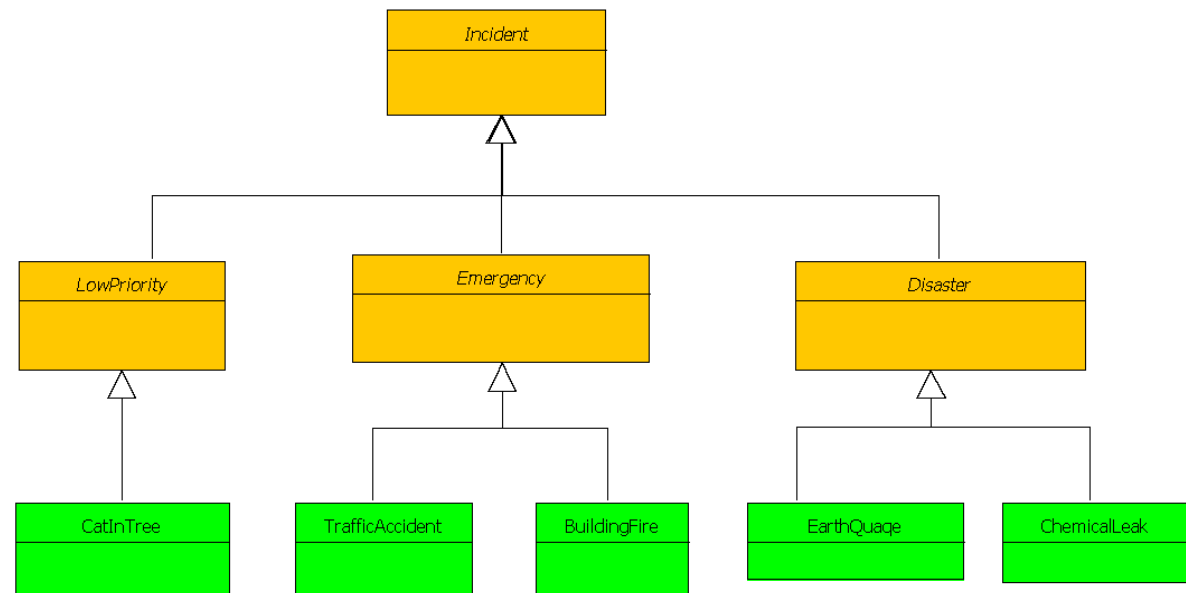 Incident
LowPriority
Emergency
Disaster
CatInTree
TrafficAccident
BuildingFire
EarthQuaqe
ChemicalLeak